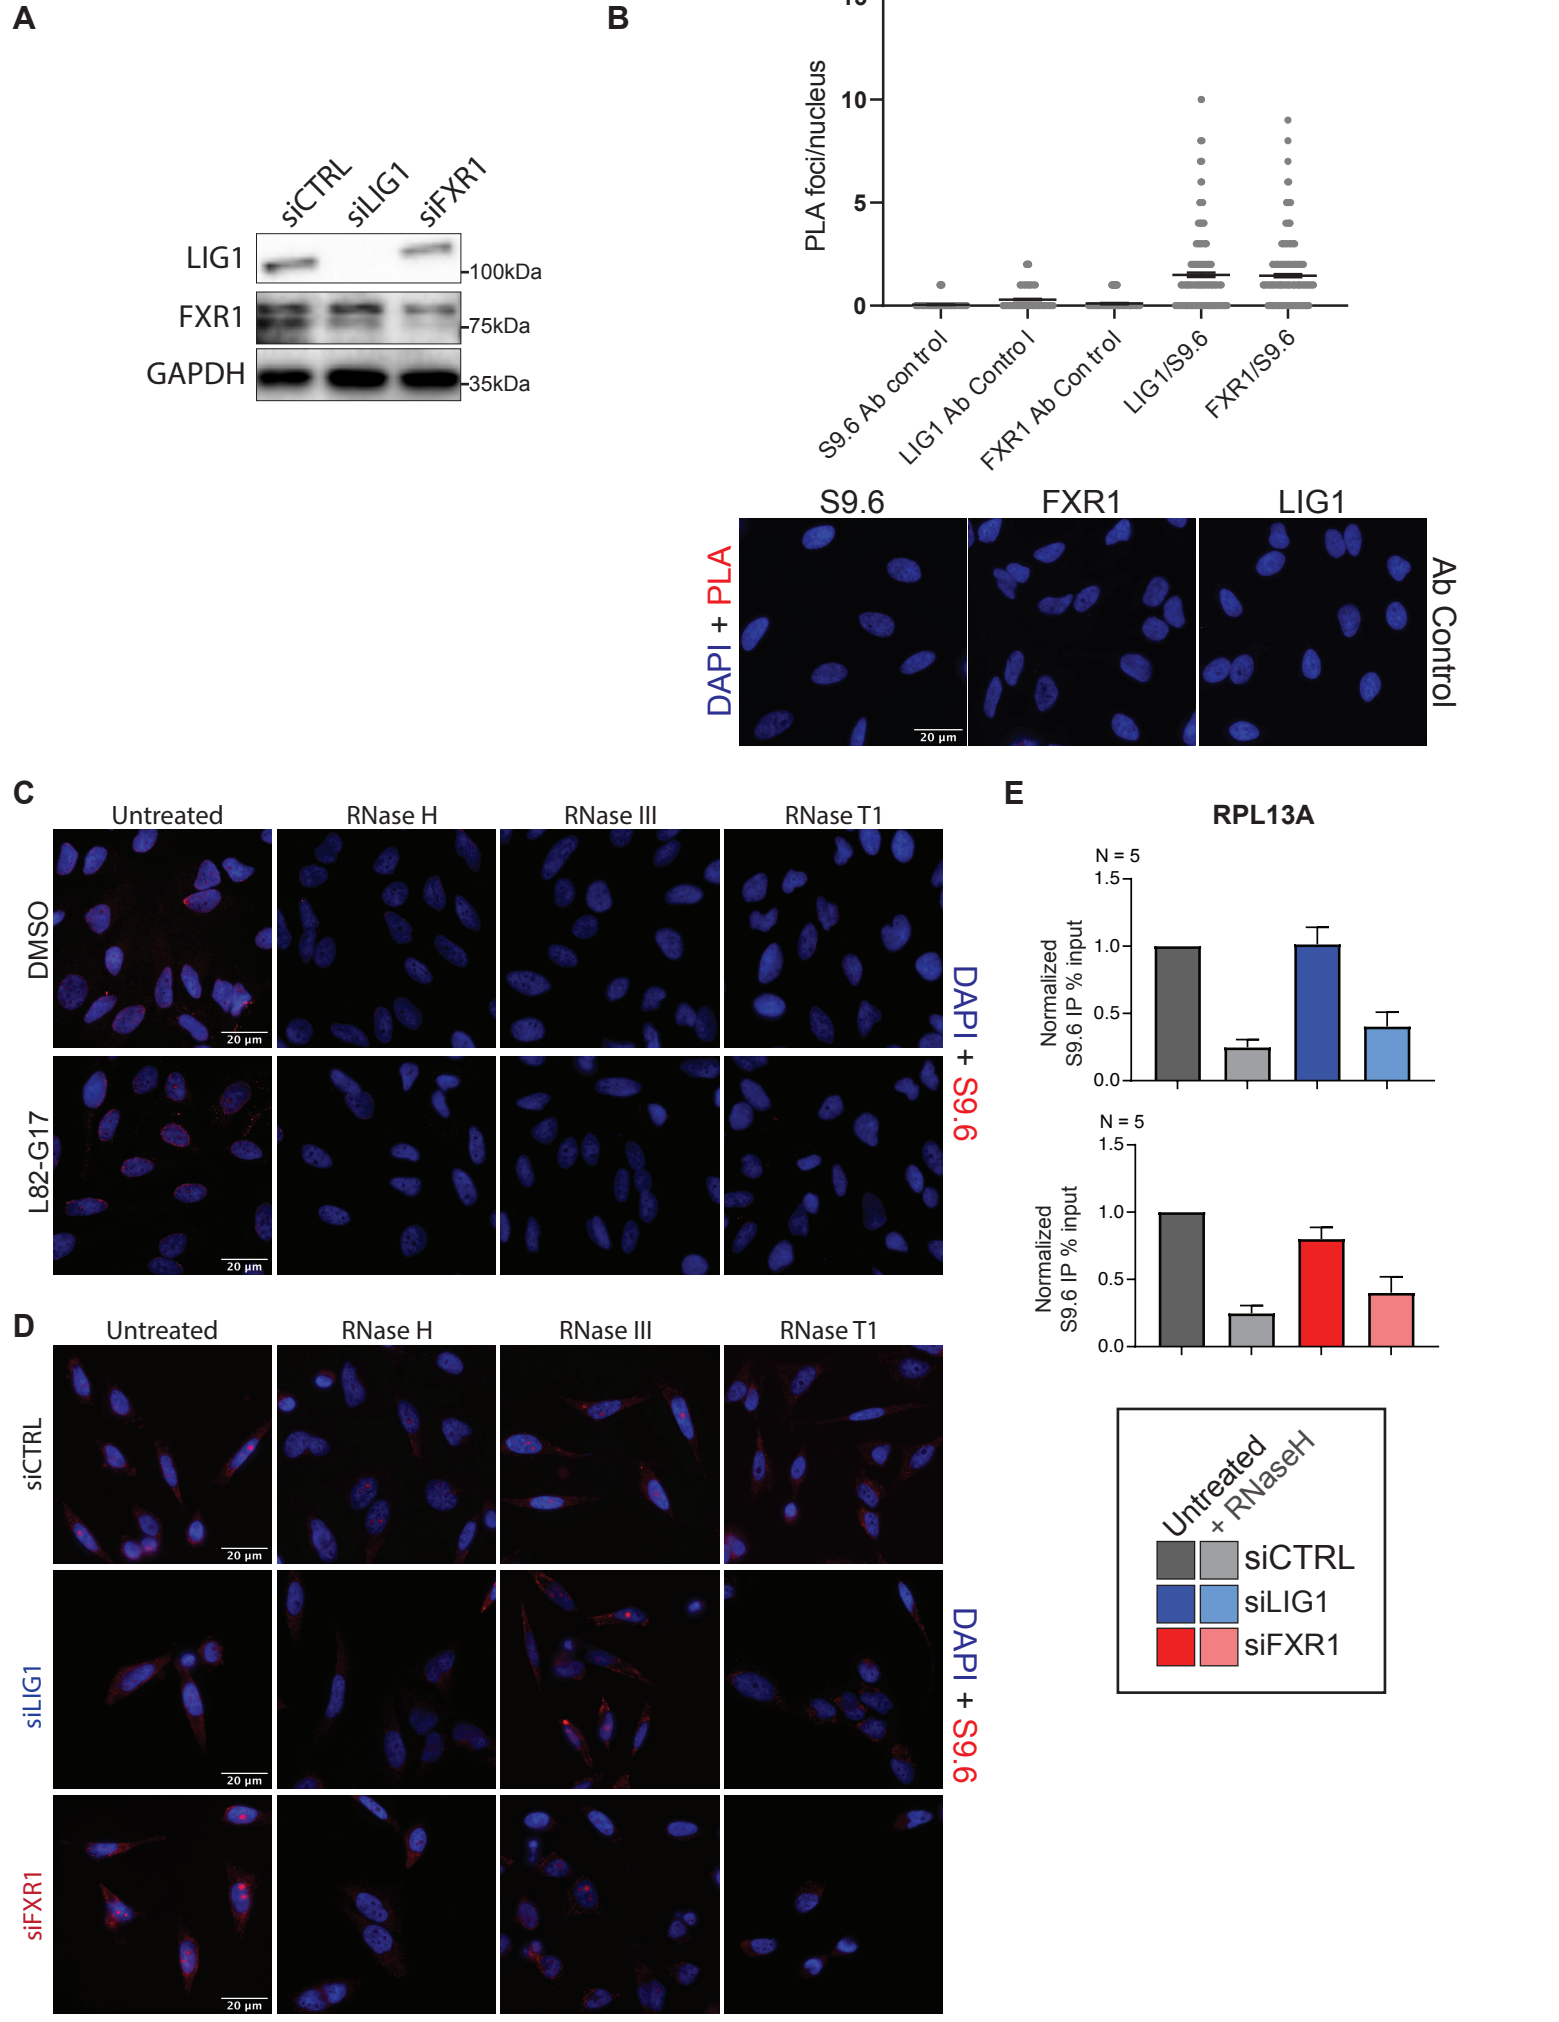 A
siCTRL
siLIG1
siFXR1
LIG1
100kDa
FXR1
75kDa
GAPDH
35kDa
B
PLA foci/nucleus
10
5
0
S9.6 Ab control
LIG1 Ab Control
FXR1 Ab Control
LIG1/S9.6
FXR1/S9.6
S9.6
FXR1
LIG1
DAPI + PLA
Ab Control
20 µm
C
Untreated
RNase H
RNase III
RNase T1
DMSO
20 µm
L82-G17
20 µm
DAPI + S9.6
D
Untreated
RNase H
RNase III
RNase T1
siCTRL
20 µm
siLIG1
20 µm
siFXR1
20 µm
DAPI + S9.6
E
RPL13A
N = 5
Normalized
S9.6 IP % input
1.5
1.0
0.5
0.0
N = 5
Normalized
S9.6 IP % input
1.5
1.0
0.5
0.0
Untreated
+ RNaseH
siCTRL
siLIG1
siFXR1